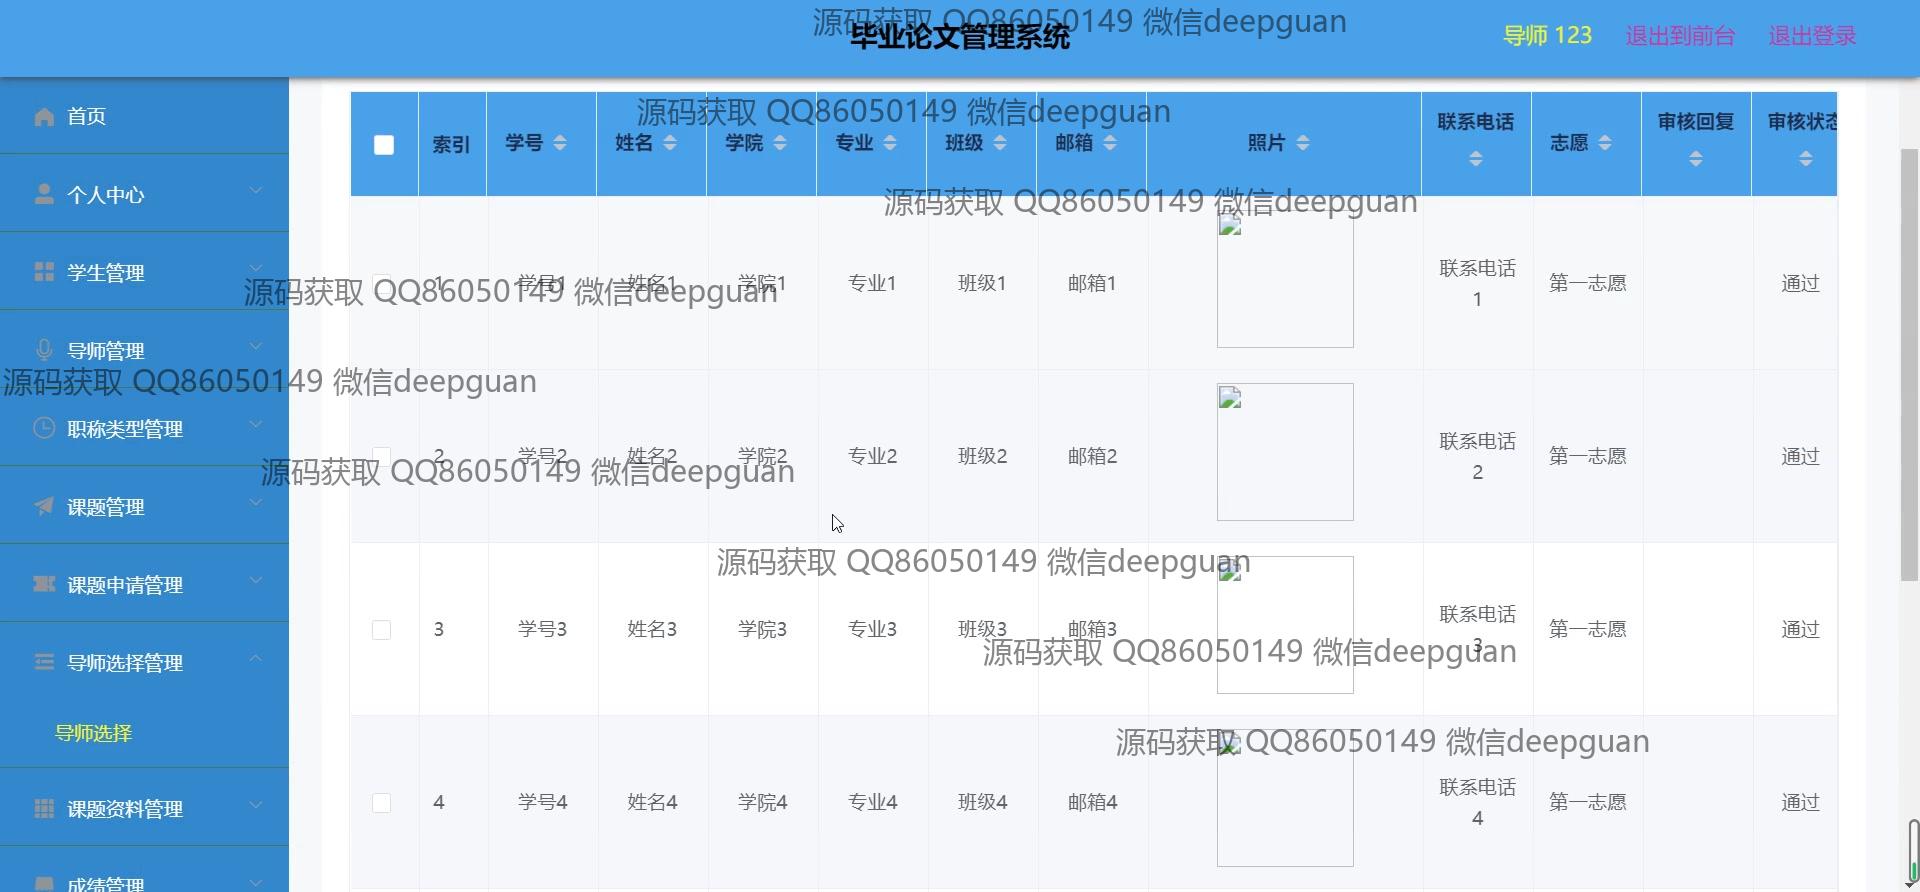 源码获取 QQ86050149 微信deepguan
毕业论文管理系统
导师 123
退出到前台
退出登录
首页
个人中心
学生管理
导师管理
职称类型管理
课题管理
课题申请管理
导师选择管理
导师选择
课题资料管理
成绩管理
源码获取 QQ86050149 微信deepguan
索引 学号 姓名 学院 专业 班级 邮箱 照片 联系电话 志愿 审核回复 审核状态
源码获取 QQ86050149 微信deepguan
1 学号1 姓名1 学院1 专业1 班级1 邮箱1 联系电话1 第一志愿 通过
源码获取 QQ86050149 微信deepguan
源码获取 QQ86050149 微信deepguan
2 学号2 姓名2 学院2 专业2 班级2 邮箱2 联系电话2 第一志愿 通过
源码获取 QQ86050149 微信deepguan
源码获取 QQ86050149 微信deepguan
3 学号3 姓名3 学院3 专业3 班级3 邮箱3 联系电话3 第一志愿 通过
源码获取 QQ86050149 微信deepguan
源码获取 QQ86050149 微信deepguan
4 学号4 姓名4 学院4 专业4 班级4 邮箱4 联系电话4 第一志愿 通过